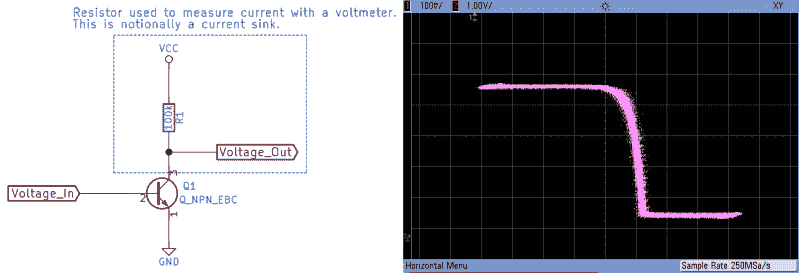 Resistor used to measure current with a voltmeter.
This is notionally a current sink.
VCC
100k
R1
Voltage_Out
3
Voltage_In
2
Q1
Q_NPN_EBC
1
GND
1 100V/ 2 1.00V/ XY
Horizontal Menu
Sample Rate 250MSa/s